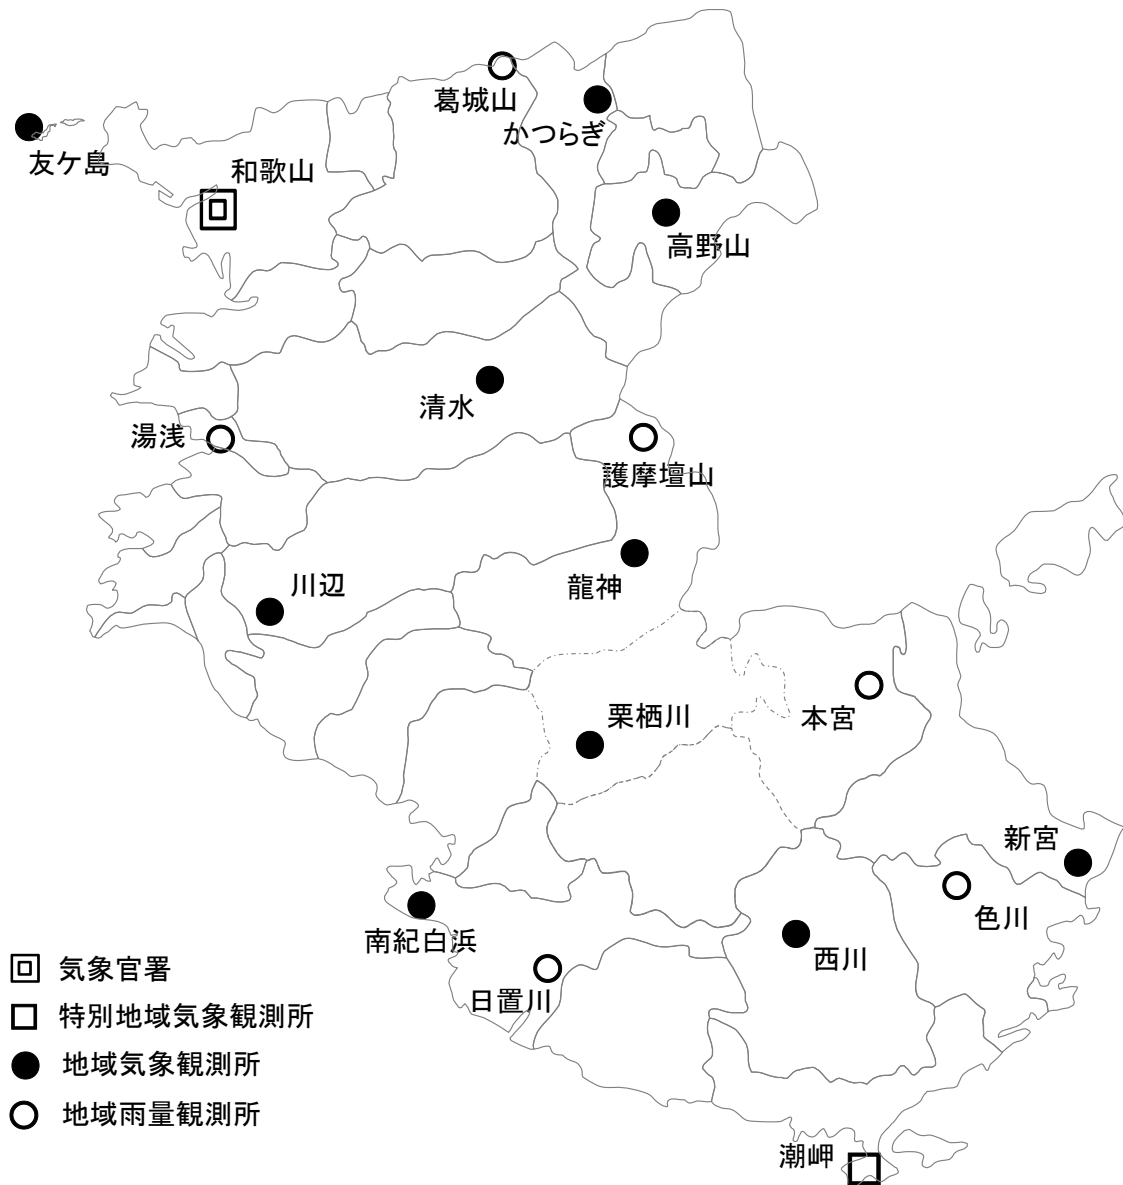 葛城山
かつらぎ
友ケ島
和歌山
高野山
清水
湯浅
護摩壇山
川辺
龍神
栗栖川
本宮
新宮
色川
南紀白浜
西川
日置川
気象官署
特別地域気象観測所
地域気象観測所
地域雨量観測所
潮岬